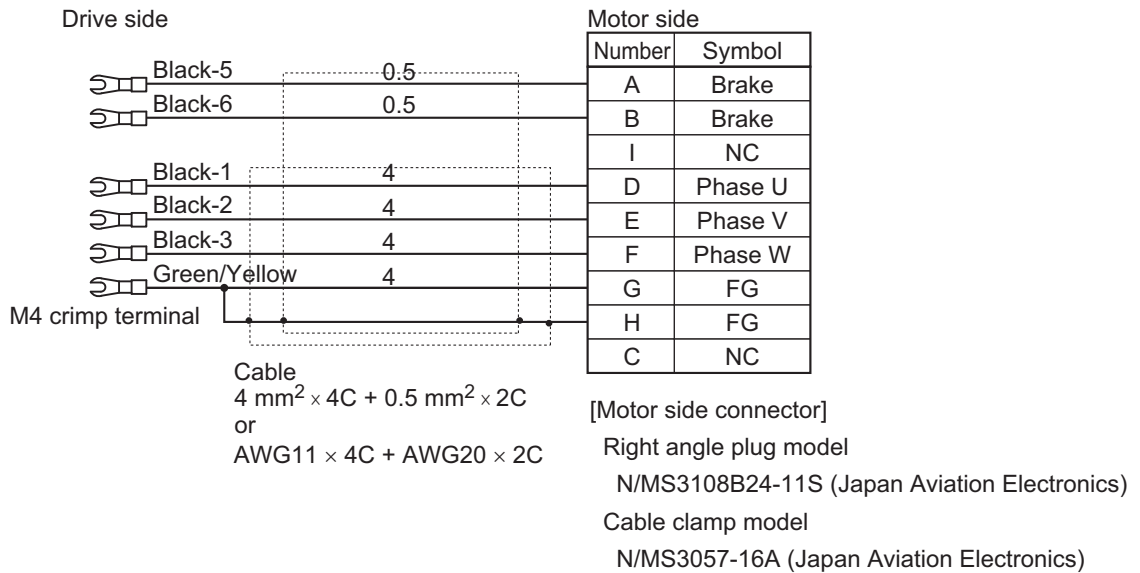 Drive side
Motor side
Number Symbol
Black-5 0.5 A Brake
Black-6 0.5 B Brake
I NC
Black-1 4 D Phase U
Black-2 4 E Phase V
Black-3 4 F Phase W
Green/Yellow 4 G FG
M4 crimp terminal H FG
C NC
Cable
4 mm² × 4C + 0.5 mm² × 2C
or
AWG11 × 4C + AWG20 × 2C
[Motor side connector]
Right angle plug model
N/MS3108B24-11S (Japan Aviation Electronics)
Cable clamp model
N/MS3057-16A (Japan Aviation Electronics)